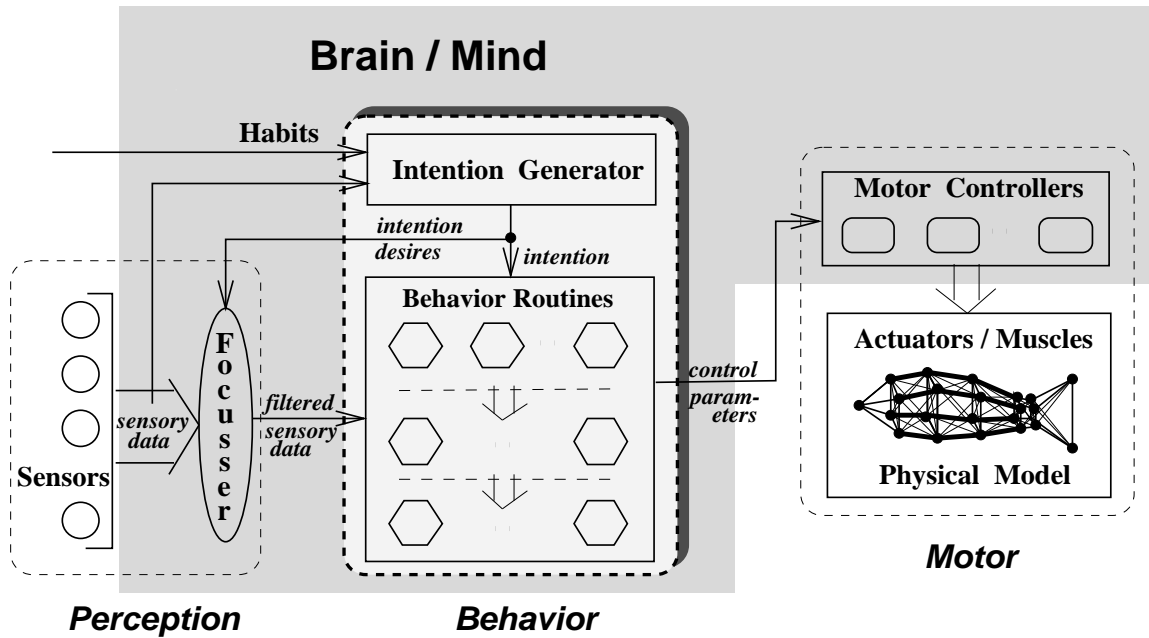 Brain / Mind
Habits
Intention Generator
intention
desires
intention
Motor Controllers
Behavior Routines
Focusser
sensory
data
Sensors
filtered
sensory
data
control
param-
eters
Actuators / Muscles
Physical Model
Perception
Behavior
Motor